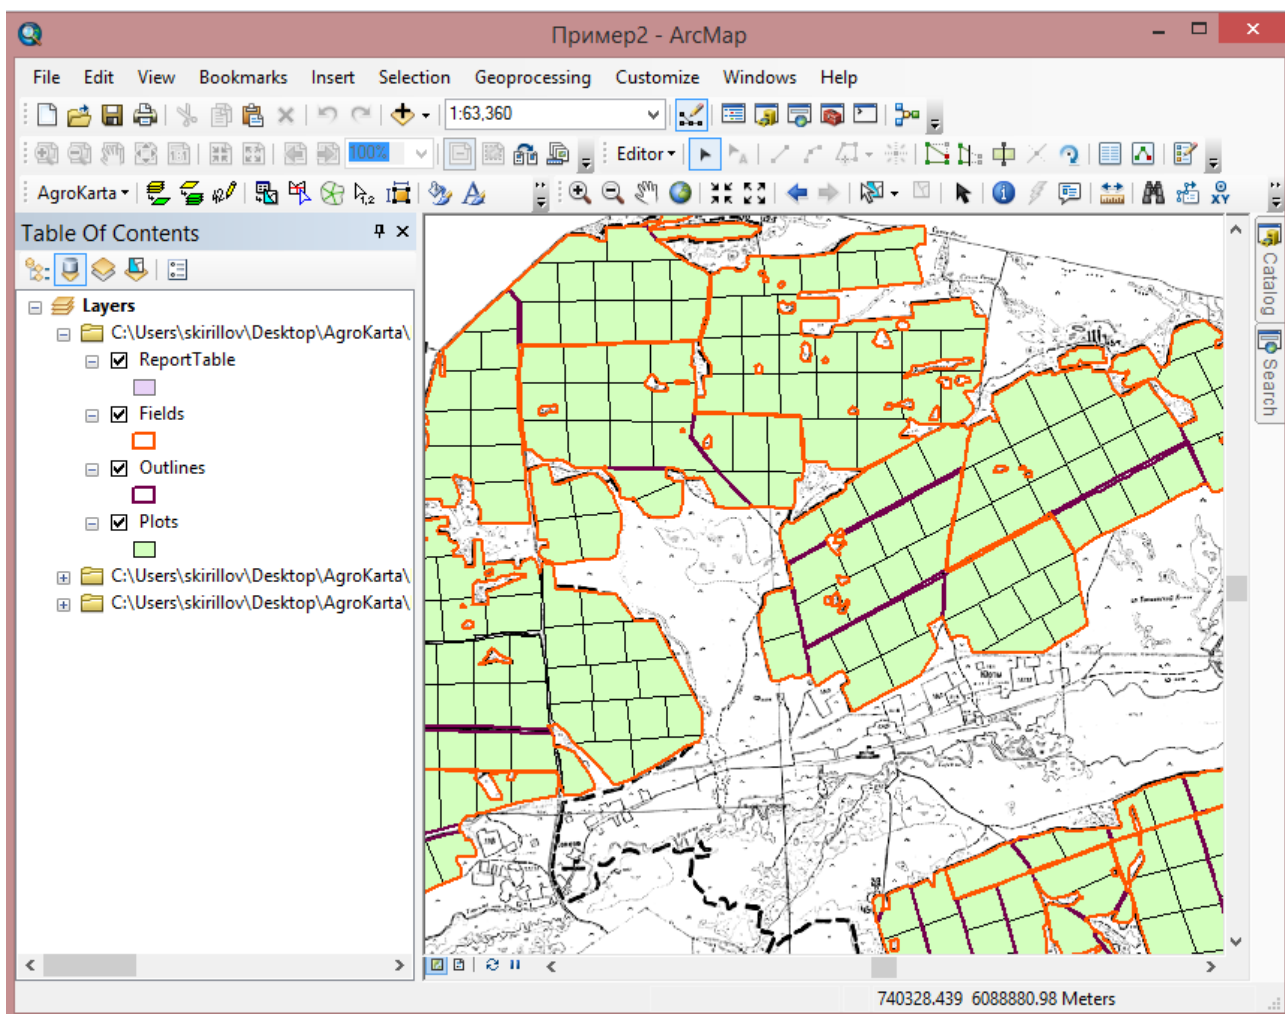 Пример2 - ArcMap
File Edit View Bookmarks Insert Selection Geoprocessing Customize Windows Help
1:63,360
100% Editor
AgroKarta
Table Of Contents
Layers
C:\Users\skirillov\Desktop\AgroKarta\
ReportTable
Fields
Outlines
Plots
C:\Users\skirillov\Desktop\AgroKarta\
C:\Users\skirillov\Desktop\AgroKarta\
Catalog
Search
740328.439 6088880.98 Meters